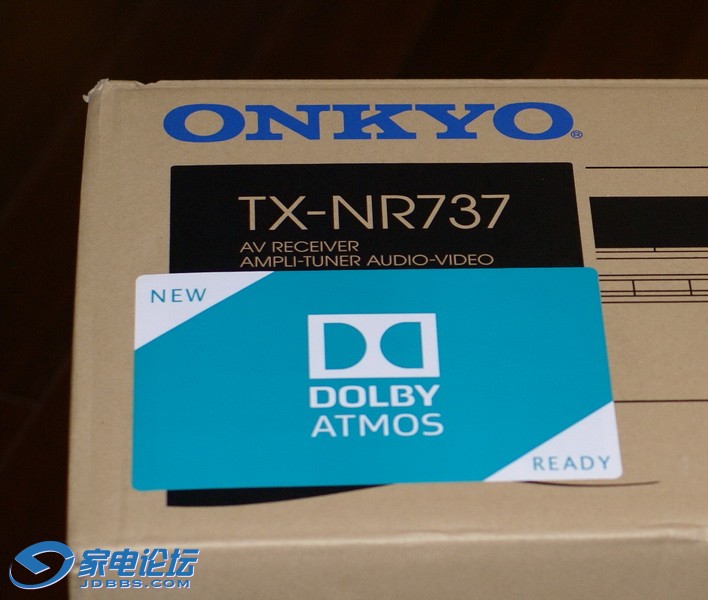 ONKYO®
TX-NR737
AV RECEIVER
AMPLI-TUNER AUDIO-VIDEO
NEW
DOLBY
ATMOS
READY
家电论坛
JDBBS.COM